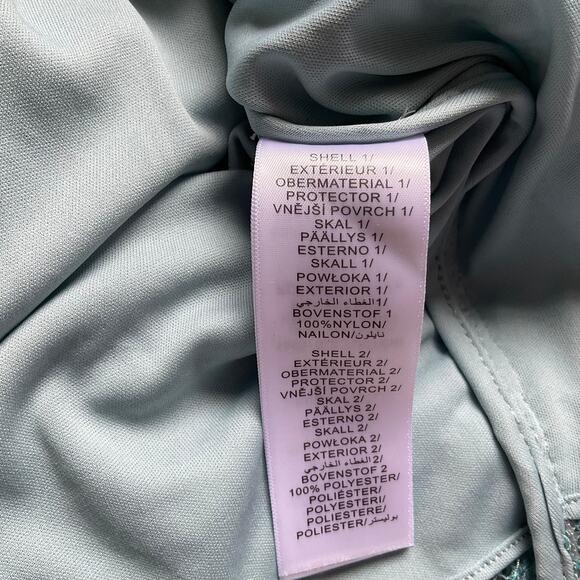 SHELL 1/
EXTÉRIEUR 1/
OBERMATERIAL 1/
PROTECTOR 1/
VNĚJŠÍ POVRCH 1/
SKAL 1/
PÄÄLLYS 1/
ESTERNO 1/
SKALL 1/
POWŁOKA 1/
EXTERIOR 1/
الغطاء الخارجي 1/
BOVENSTOF 1
100%NYLON/
NAILON/نايلون
SHELL 2/
EXTÉRIEUR 2/
OBERMATERIAL 2/
PROTECTOR 2/
VNĚJŠÍ POVRCH 2/
SKAL 2/
PÄÄLLYS 2/
ESTERNO 2/
SKALL 2/
POWŁOKA 2/
EXTERIOR 2/
الغطاء الخارجي 2/
BOVENSTOF 2
100% POLYESTER/
POLIÉSTER/
POLYESTERI/
POLIESTERE/
POLIESTER/بوليستر